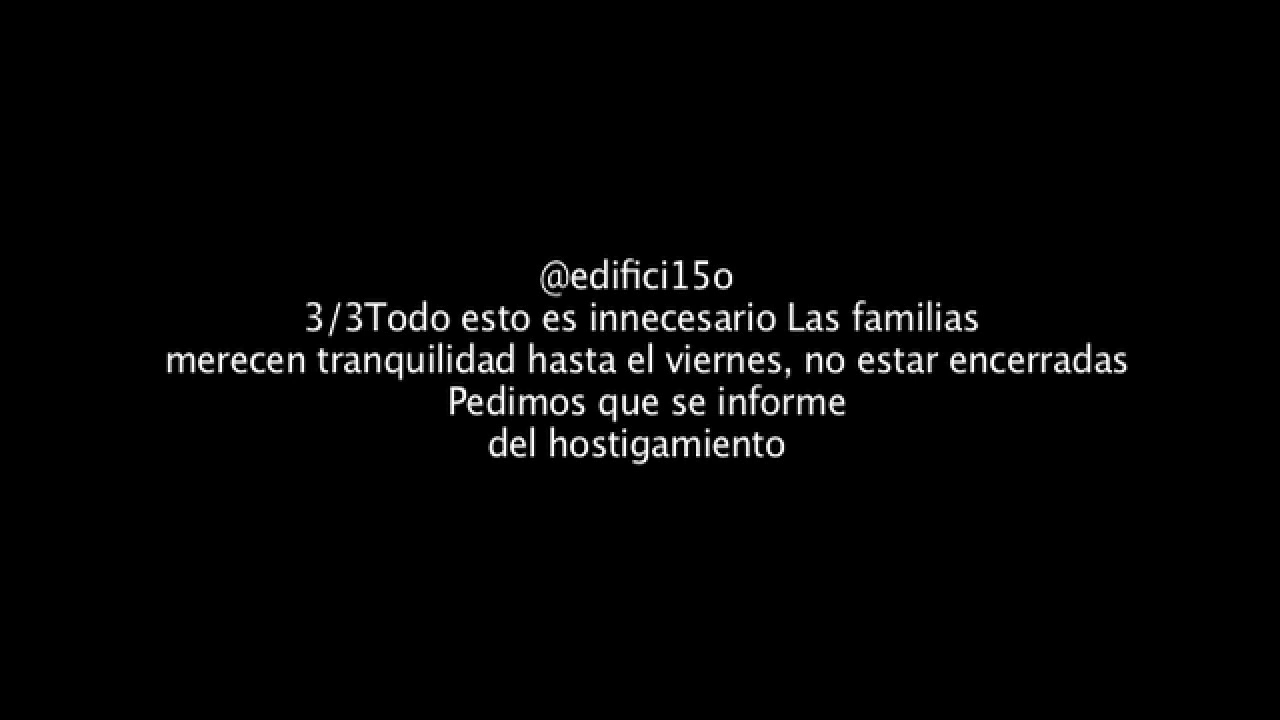 @edifici15o
3/3Todo esto es innecesario Las familias
merecen tranquilidad hasta el viernes, no estar encerradas
Pedimos que se informe
del hostigamiento